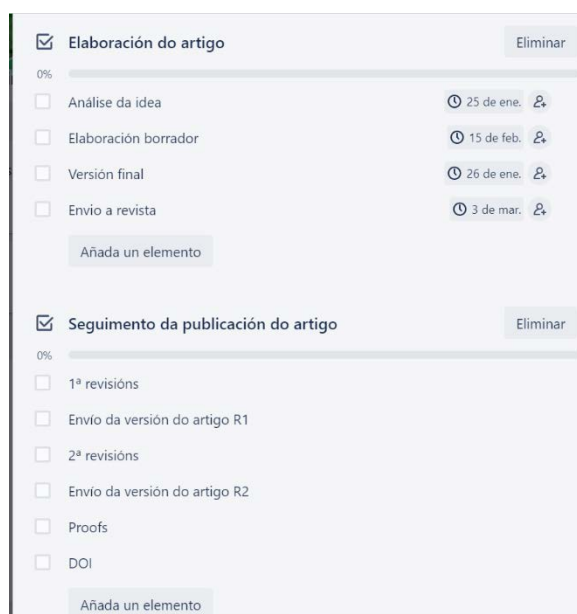 Elaboración do artigo
Eliminar
0%
Análise da idea
25 de ene.
Elaboración borrador
15 de feb.
Versión final
26 de ene.
Envio a revista
3 de mar.
Añada un elemento
Seguimento da publicación do artigo
Eliminar
0%
1ª revisións
Envío da versión do artigo R1
2ª revisións
Envío da versión do artigo R2
Proofs
DOI
Añada un elemento